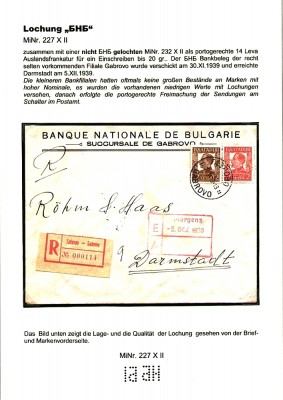 Lochung „БНБ“
MiNr. 227 X II
zusammen mit einer nicht БНБ gelochten MiNr. 232 X II als portogerechte 14 Leva
Auslandsfrankatur für ein Einschreiben bis 20 gr.. Der БНБ Bankbeleg der recht
selten vorkommenden Filiale Gabrovo wurde verschickt am 30.XI.1939 und erreichte
Darmstadt am 5.XII.1939.
Die kleineren Bankfilialen hatten oftmals keine großen Bestände an Marken mit
hoher Nominale, es wurden die vorhandenen niedrigen Werte mit Lochungen
versehen, danach erfolgte die portogerechte Freimachung der Sendungen am
Schalter im Postamt.
BANQUE NATIONALE DE BULGARIE
SUCCURSALE DE GABROVO
R
Röhm & Haas
Darmstadt
R
№ 000114
Das Bild unten zeigt die Lage- und die Qualität der Lochung gesehen von der Brief-
und Markenvorderseite.
MiNr. 227 X II